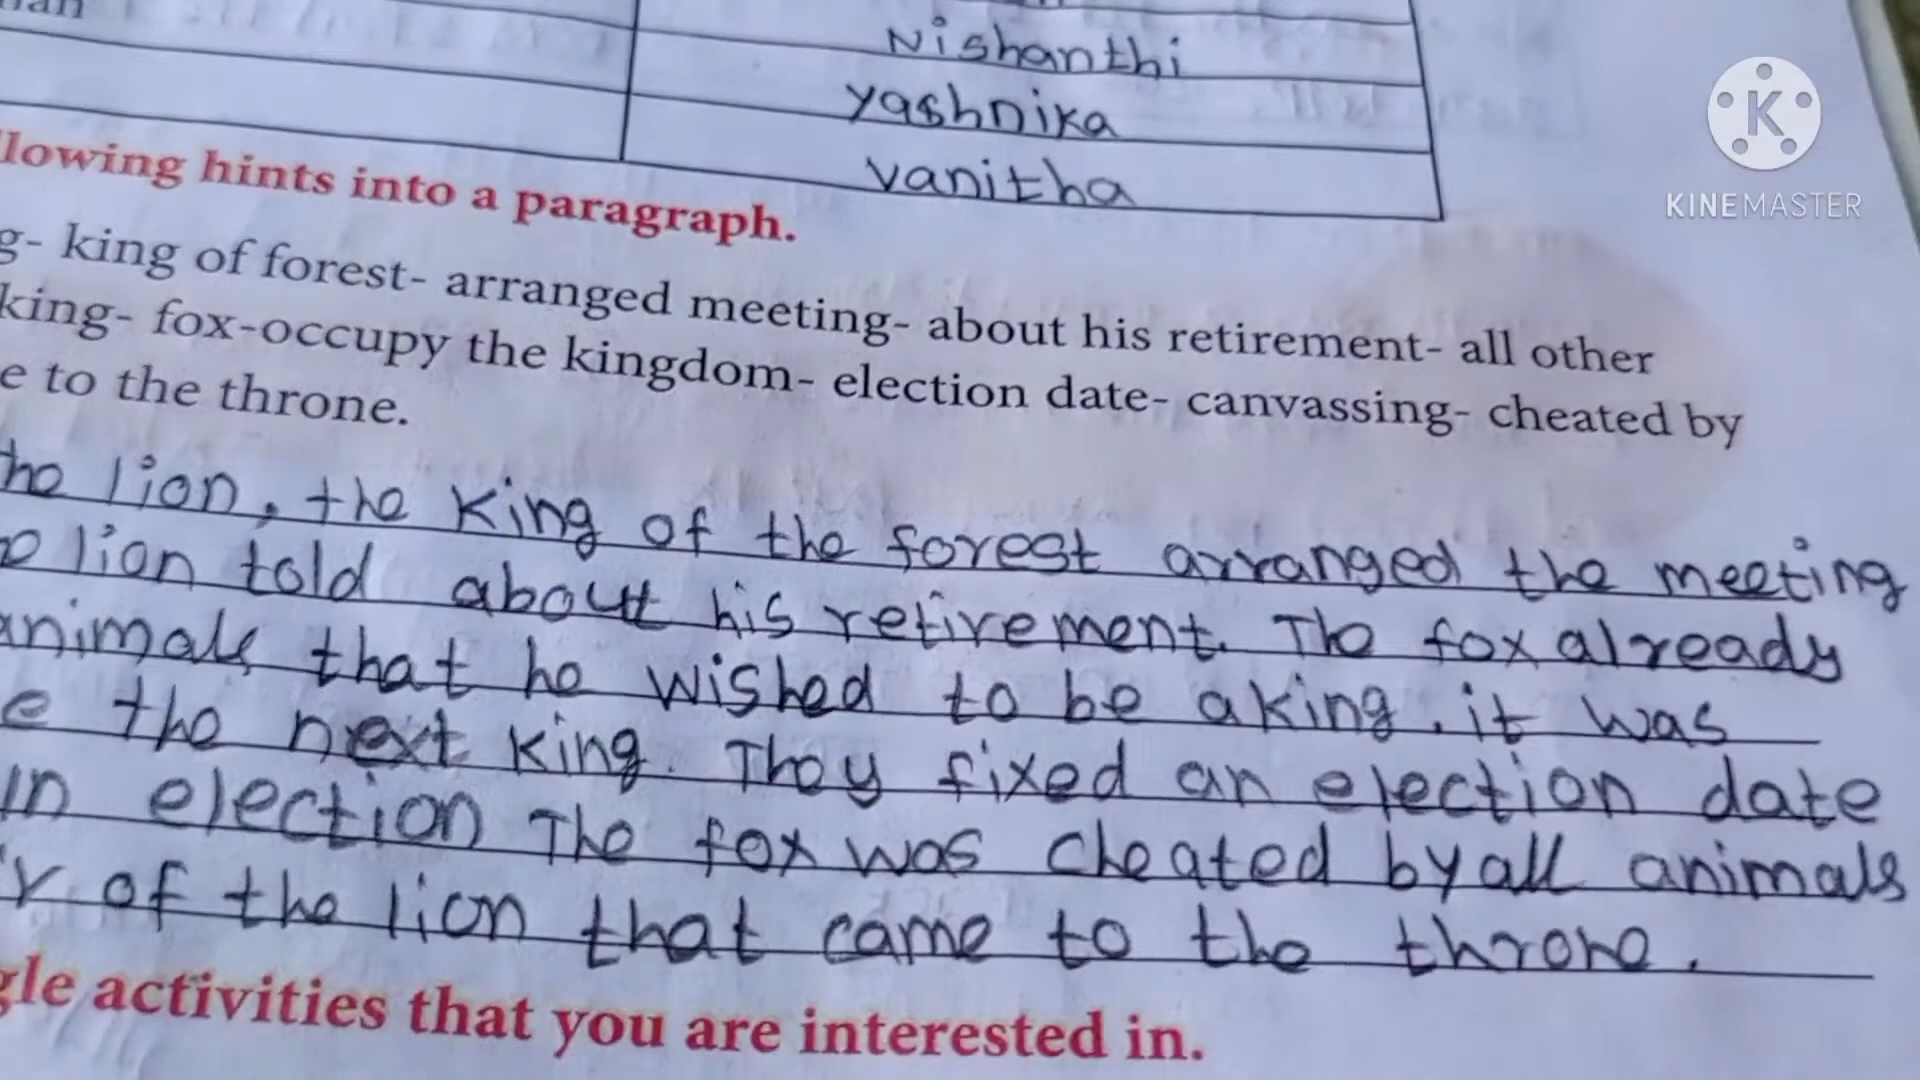 Nishanthi
yashnika
vanitha
K
KINEMASTER
lowing hints into a paragraph.
g- king of forest- arranged meeting- about his retirement- all other
king- fox-occupy the kingdom- election date- canvassing- cheated by
e to the throne.
he lion, the King of the forest arranged the meeting
lion told about his retirement. The fox already
animals that he wished to be a king. it was
e the next King. They fixed an election date
in election The fox was cheated by all animals
of the lion that came to the throne.
gle activities that you are interested in.